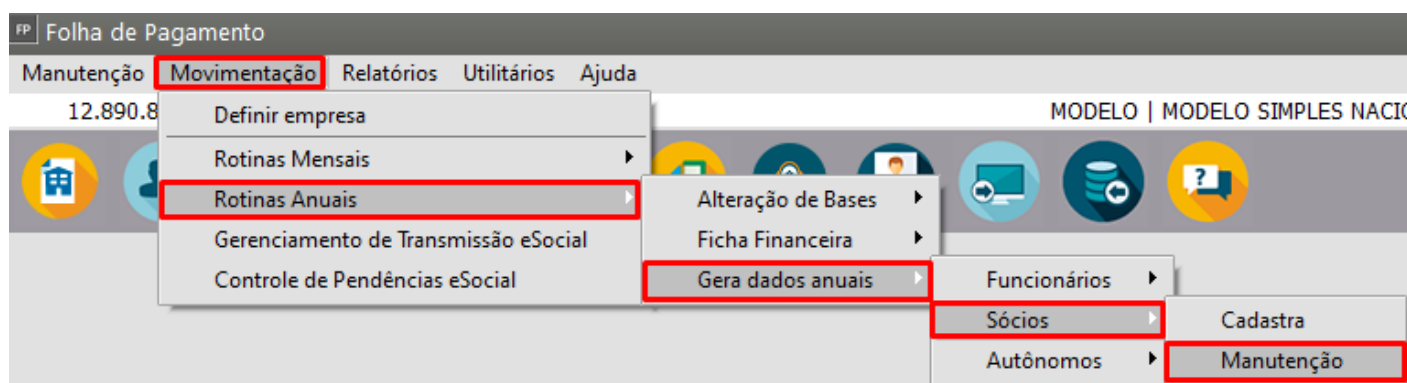 FP Folha de Pagamento
Manutenção Movimentação Relatórios Utilitários Ajuda
12.890.8 MODELO | MODELO SIMPLES NACIO
Definir empresa
Rotinas Mensais
Rotinas Anuais
Alteração de Bases
Gerenciamento de Transmissão eSocial
Ficha Financeira
Controle de Pendências eSocial
Gera dados anuais
Funcionários
Sócios
Cadastra
Autônomos
Manutenção